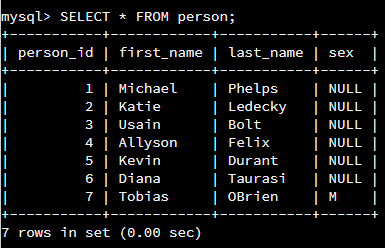 mysql> SELECT * FROM person;
+-----------+------------+-----------+------+
| person_id | first_name | last_name | sex  |
+-----------+------------+-----------+------+
|         1 | Michael    | Phelps    | NULL |
|         2 | Katie      | Ledecky   | NULL |
|         3 | Usain      | Bolt      | NULL |
|         4 | Allyson    | Felix     | NULL |
|         5 | Kevin      | Durant    | NULL |
|         6 | Diana      | Taurasi   | NULL |
|         7 | Tobias     | OBrien    | M    |
+-----------+------------+-----------+------+
7 rows in set (0.00 sec)